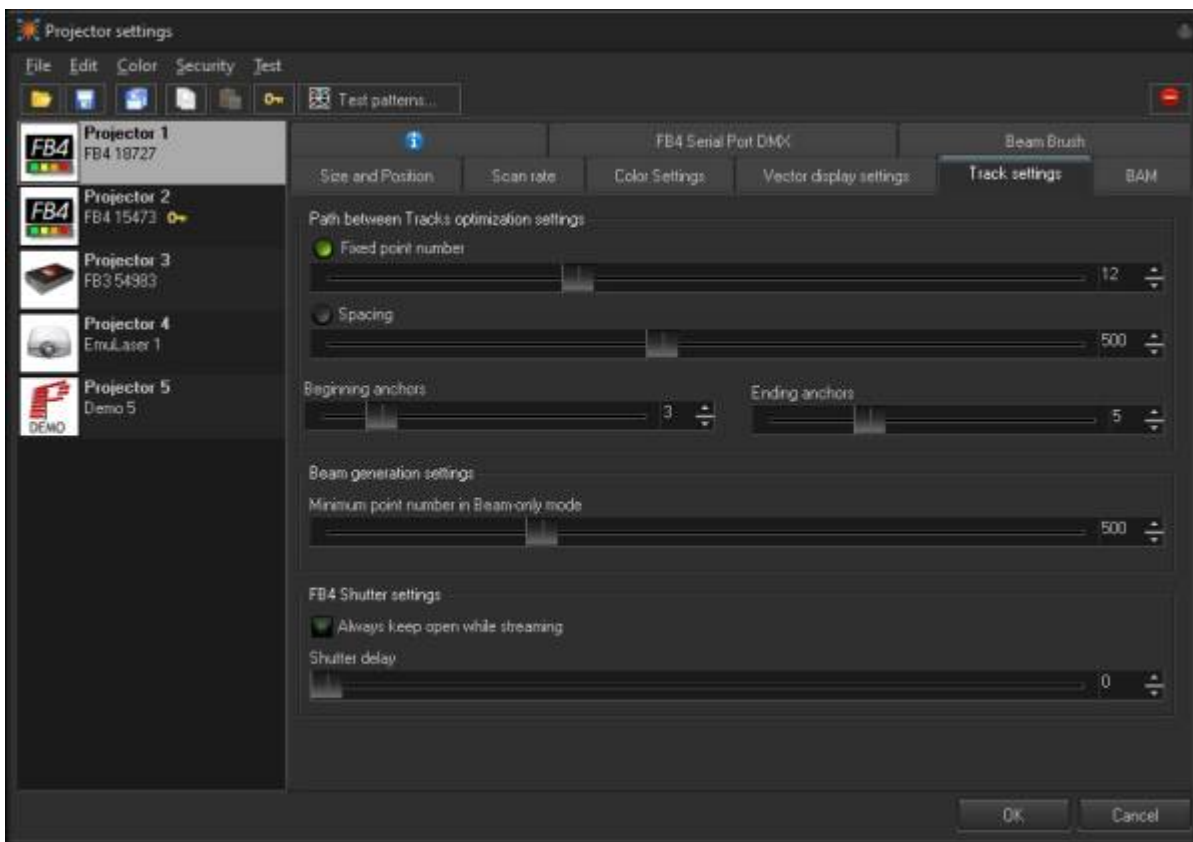 Projector settings
File Edit Color Security Test
Test patterns...
FB4 Projector 1
FB4 18727
FB4 Projector 2
FB4 15473
Projector 3
FB3 54983
Projector 4
EmuLaser 1
Projector 5
Demo 5
DEMO
FB4 Serial Port DMX Beam Brush
Size and Position Scan rate Color Settings Vector display settings Track settings BAM
Path between Tracks optimization settings
Fixed point number
12
Spacing
500
Beginning anchors
3
Ending anchors
5
Beam generation settings
Minimum point number in Beam-only mode
500
FB4 Shutter settings
Always keep open while streaming
Shutter delay
0
OK Cancel